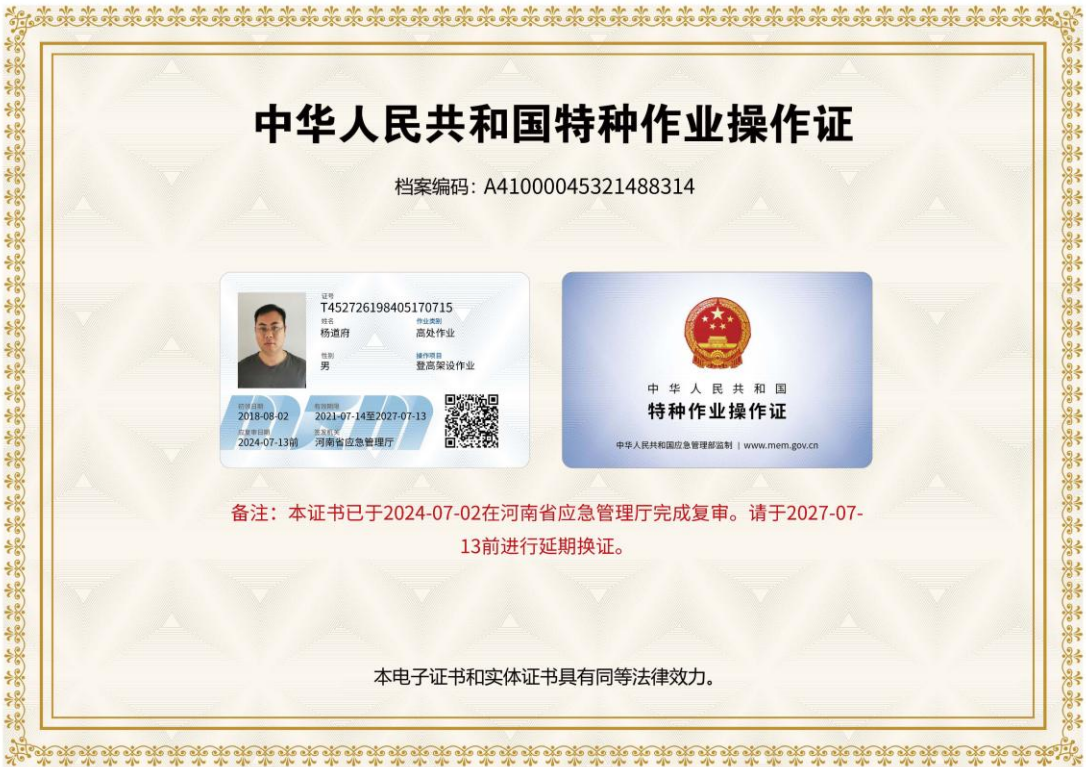 中华人民共和国特种作业操作证
档案编码：A41000045321488314
证号
T452726198405170715
姓名
作业类别
杨道府
高处作业
性别
操作项目
男
登高架设作业
初领日期
有效期限
2018-08-02
2021-07-14至2027-07-13
应复审日期
签发机关
2024-07-13前
河南省应急管理厅
中华人民共和国
特种作业操作证
中华人民共和国应急管理部监制 | www.mem.gov.cn
备注：本证书已于2024-07-02在河南省应急管理厅完成复审。请于2027-07-
13前进行延期换证。
本电子证书和实体证书具有同等法律效力。